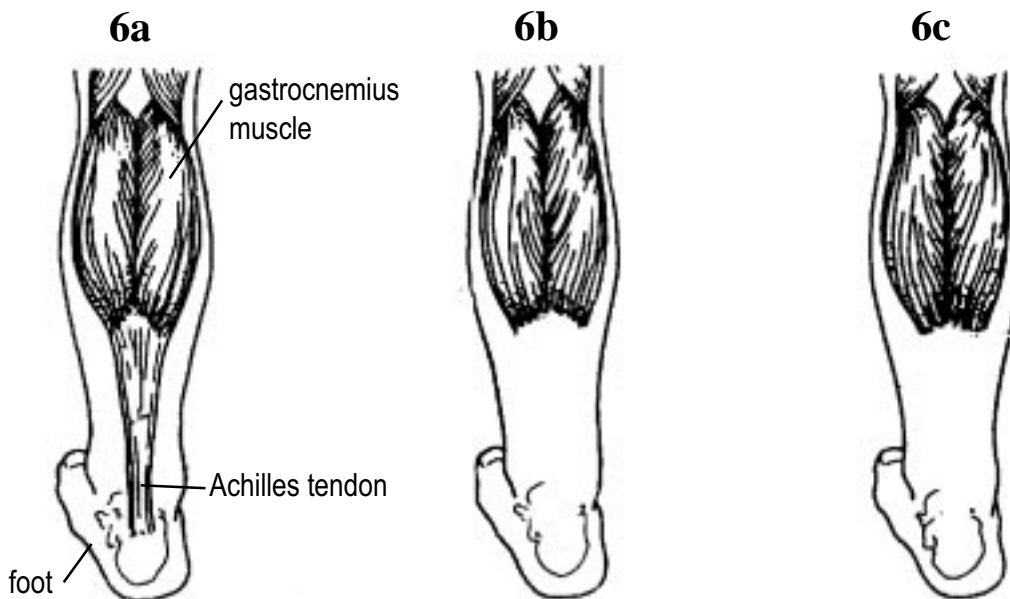 6a
6b
6c
gastrocnemius
muscle
Achilles tendon
foot